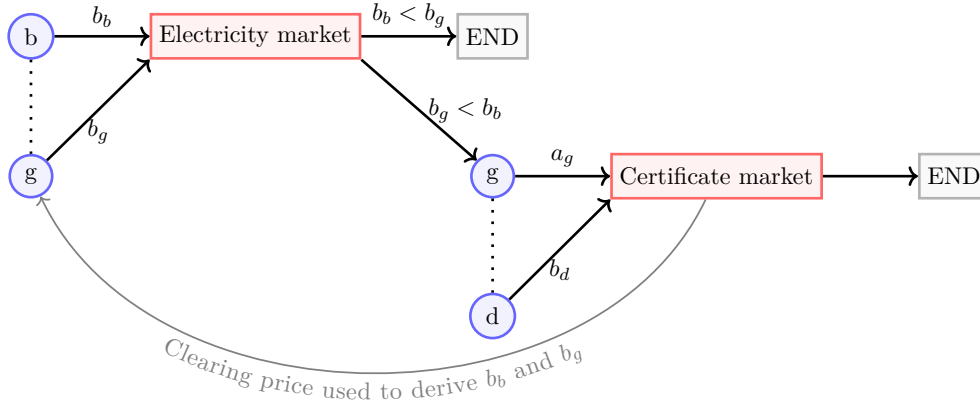 b
$b_b$
Electricity market
$b_b < b_g$
END
$b_g$
$b_g < b_b$
g
g
$a_g$
Certificate market
END
$b_d$
d
Clearing price used to derive $b_b$ and $b_g$